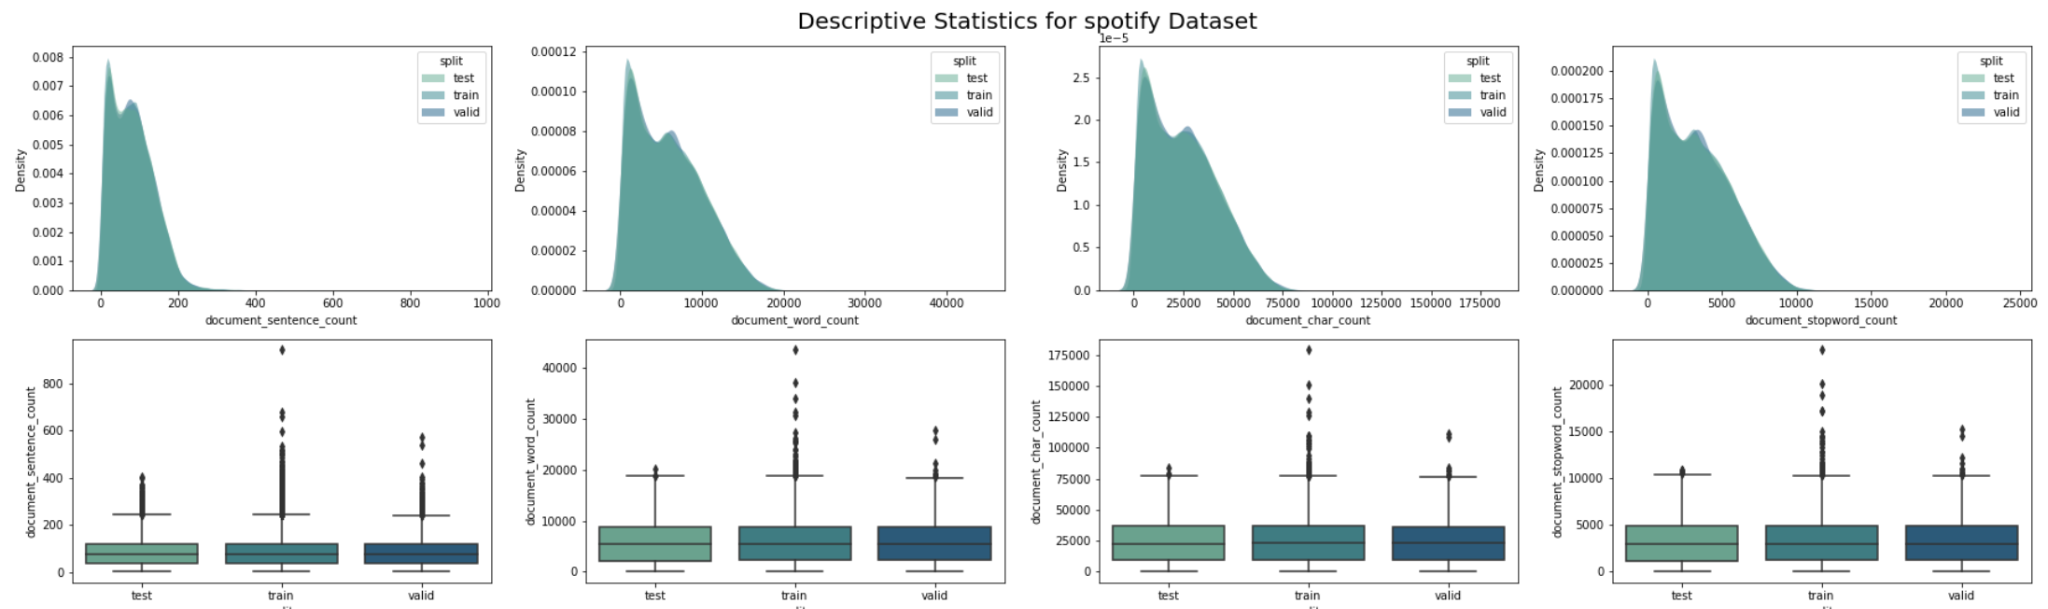 Descriptive Statistics for spotify Dataset
0.008
0.007
0.006
0.005
0.004
0.003
0.002
0.001
0.000
Density
split
test
train
valid
0 200 400 600 800 1000
document_sentence_count
0.00012
0.00010
0.00008
0.00006
0.00004
0.00002
0.00000
Density
split
test
train
valid
0 10000 20000 30000 40000
document_word_count
1e−5
2.5
2.0
1.5
1.0
0.5
0.0
Density
split
test
train
valid
0 25000 50000 75000 100000 125000 150000 175000
document_char_count
0.000200
0.000175
0.000150
0.000125
0.000100
0.000075
0.000050
0.000025
0.000000
Density
split
test
train
valid
0 5000 10000 15000 20000 25000
document_stopword_count
800
600
400
200
0
document_sentence_count
test train valid
40000
30000
20000
10000
0
document_word_count
test train valid
175000
150000
125000
100000
75000
50000
25000
0
document_char_count
test train valid
20000
15000
10000
5000
0
document_stopword_count
test train valid